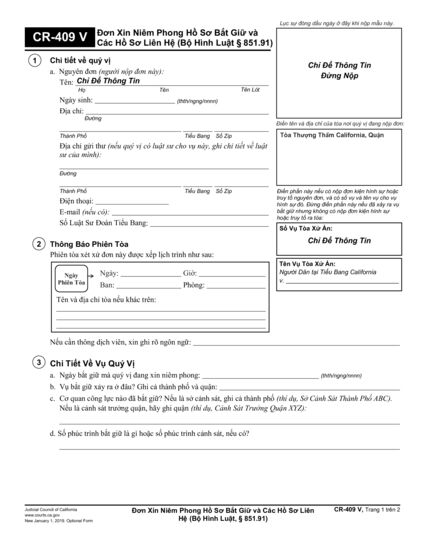 Lục sự đóng dấu ngày ở đây khi nộp mẫu này.
CR-409 V
Đơn Xin Niêm Phong Hồ Sơ Bắt Giữ và
Các Hồ Sơ Liên Hệ (Bộ Hình Luật § 851.91)
Chỉ Để Thông Tin
Đừng Nộp
1
Chi tiết về quý vị
a. Nguyên đơn (người nộp đơn này):
Tên: Chỉ Để Thông Tin
Họ Tên Tên Lót
Ngày sinh: (thth/ngng/nnnn)
Địa chỉ:
Đường
Thành Phố Tiểu Bang Số Zip
Địa chỉ gửi thư (nếu quý vị có luật sư cho vụ này, ghi chi tiết về luật
sư của mình):
Đường
Thành Phố Tiểu Bang Số Zip
Điện thoại:
E-mail (nếu có):
Số Luật Sư Đoàn Tiểu Bang:
Điền tên và địa chỉ của tòa nơi quý vị đang nộp đơn:
Tòa Thượng Thẩm California, Quận
Điền phần này nếu có nộp đơn kiện hình sự hoặc
truy tố nguyên đơn, và có số vụ và tên vụ cho vụ
hình sự đó. Đừng điền phần này nếu đã xảy ra vụ
bắt giữ nhưng không có nộp đơn kiện hình sự
hoặc truy tố ra tòa:
Số Vụ Tòa Xử Án:
Chỉ Để Thông Tin
Tên Vụ Tòa Xử Án:
Người Dân tại Tiểu Bang California
v.
2
Thông Báo Phiên Tòa
Phiên tòa xét xử đơn này được xếp lịch trình như sau:
Ngày
Phiên Tòa
Ngày: Giờ:
Ban: Phòng:
Tên và địa chỉ tòa nếu khác trên:
Nếu cần thông dịch viên, xin ghi rõ ngôn ngữ:
3
Chi Tiết Về Vụ Quý Vị
a. Ngày bắt giữ mà quý vị đang xin niêm phong: (thth/ngng/nnnn)
b. Vụ bắt giữ xảy ra ở đâu? Ghi cả thành phố và quận:
c. Cơ quan công lực nào đã bắt giữ? Nếu là sở cảnh sát, ghi cả thành phố (thí dụ, Sở Cảnh Sát Thành Phố ABC).
Nếu là cảnh sát trưởng quận, hãy ghi quận (thí dụ, Cảnh Sát Trưởng Quận XYZ):
d. Số phúc trình bắt giữ là gì hoặc số phúc trình cảnh sát, nếu có?
Judicial Council of California
www.courts.ca.gov
New January 1, 2019, Optional Form
Đơn Xin Niêm Phong Hồ Sơ Bắt Giữ và Các Hồ Sơ Liên
Hệ (Bộ Hình Luật, § 851.91)
CR-409 V, Trang 1 trên 2